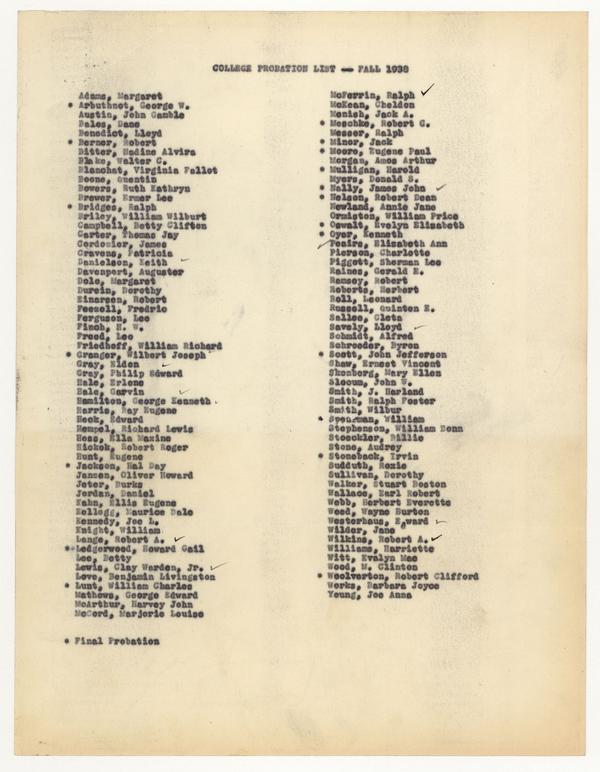 COLLEGE PROBATION LIST -- FALL 1938
Adams, Margaret
* Arbuthnot, George W.
Austin, John Gamble
Bales, Dane
Benedict, Lloyd
* Berner, Robert
Bitter, Nadine Alvira
Blake, Walter C.
Blanchat, Virginia Fallot
Boone, Quentin
Bowers, Ruth Kathryn
Brewer, Ermer Lee
* Bridges, Ralph
Briley, William Wilburt
Campbell, Betty Clifton
Carter, Thomas Jay
Cordonier, James
Cravens, Patricia
Danielson, Keith ✓
Davenport, Auguster
Dole, Margaret
Durein, Dorothy
Einarsen, Robert
Feezell, Fredric
Ferguson, Lee
Finch, H. W.
Freed, Leo
Friedhoff, William Richard
* Granger, Wilbert Joseph
Gray, Elden ✓
Gray, Philip Edward
Hale, Erlene
Hale, Garvin ✓
Hamilton, George Kenneth
Harris, Ray Eugene
Heck, Edward
Hempel, Richard Lewis
Hess, Ella Maxine
Hickok, Robert Roger
Hunt, Eugene
* Jackson, Hal Day
Jansen, Oliver Howard
Jeter, Burks
Jordan, Daniel
Kahn, Ellis Eugene
Kellogg, Maurice Dale
Kennedy, Joe L.
Knight, William
Lange, Robert A. ✓
** Ledgerwood, Howard Gail
Lee, Betty
Lewis, Clay Warden, Jr. ✓
Love, Benjamin Livingston
* Lunt, William Charles
Mathews, George Edward
McArthur, Harvey John
McCord, Marjorie Louise
* Final Probation
McFerrin, Ralph ✓
McKean, Cheldon
Menish, Jack A.
* Meschke, Robert G.
Messer, Ralph
* Minor, Jack
* Moore, Eugene Paul
Morgan, Amos Arthur
* Mulligan, Harold
Myers, Donald S.
* Nally, James John ✓
* Nelson, Robert Dean
Newland, Annie Jane
Ormiston, William Price
* Oswalt, Evelyn Elizabeth
* Oyer, Kenneth
✓ Peairs, Elizabeth Ann
Pierson, Charlotte
Piggott, Sherman Lee
Raines, Gerald E.
Ramsey, Robert
Roberts, Herbert
Roll, Leonard
Russell, Quinten E.
Sallee, Cleta
Savely, Lloyd ✓
Schmidt, Alfred
Schroeder, Byron
* Scott, John Jefferson
Shaw, Ernest Vincent
Skonberg, Mary Ellen
Slocum, John W.
Smith, J. Harland
Smith, Ralph Foster
Smith, Wilbur
* Spearman, William
Stephenson, William Donn
Stoeckler, Billie
Stone, Audrey
* Stoneback, Irvin
Sudduth, Roxie
Sullivan, Dorothy
Walker, Stuart Boston
Wallace, Earl Robert
Webb, Herbert Everette
Weed, Wayne Burton
Westerhaus, Edward ✓
Wilder, Jane
Wilkins, Robert A. ✓
Williams, Harriette
Witt, Evelyn Mae
Wood, M. Clinton
* Woolverton, Robert Clifford
Works, Barbara Joyce
Young, Joe Anna